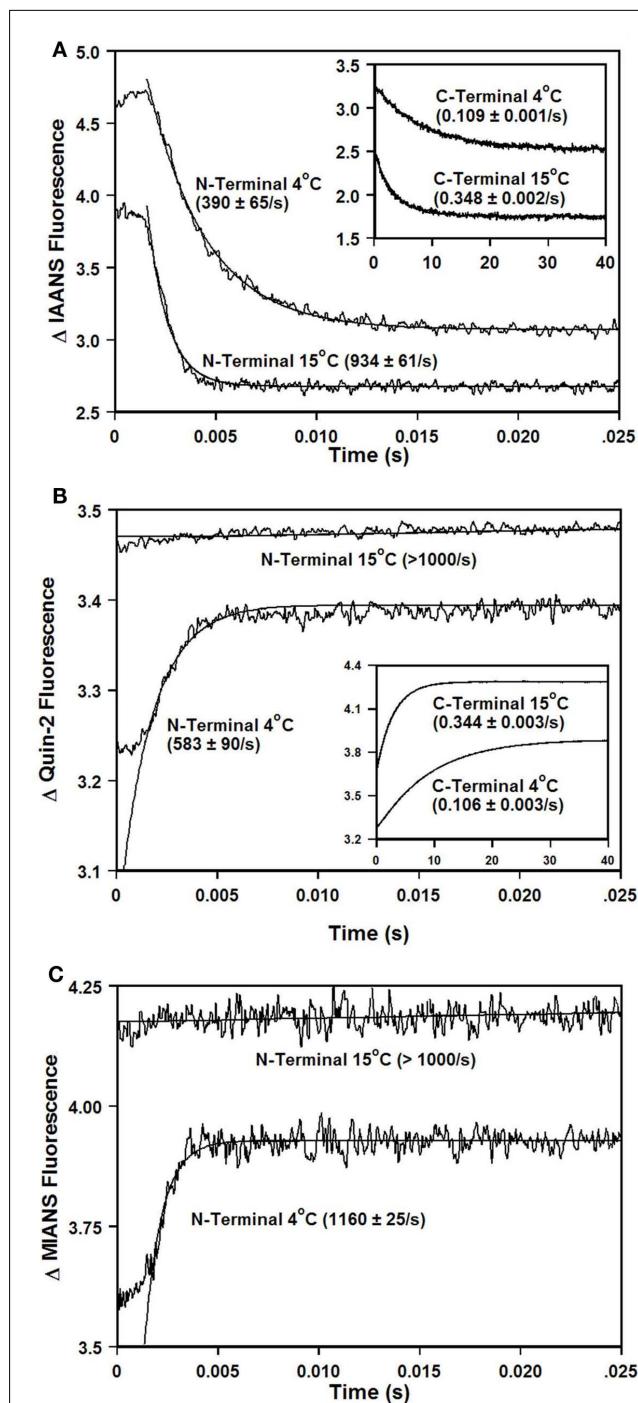 A
Δ IAANS Fluorescence
5.0
4.5
4.0
3.5
3.0
2.5
N-Terminal 4°C
(390 ± 65/s)
N-Terminal 15°C (934 ± 61/s)
3.5
2.5
1.5
C-Terminal 4°C
(0.109 ± 0.001/s)
C-Terminal 15°C
(0.348 ± 0.002/s)
0 10 20 30 40
0 0.005 0.010 0.015 0.020 .025
Time (s)
B
Δ Quin-2 Fluorescence
3.5
3.4
3.3
3.2
3.1
N-Terminal 15°C (>1000/s)
N-Terminal 4°C
(583 ± 90/s)
4.4
4.1
3.8
3.5
3.2
C-Terminal 15°C
(0.344 ± 0.003/s)
C-Terminal 4°C
(0.106 ± 0.003/s)
0 10 20 30 40
0 0.005 0.010 0.015 0.020 .025
Time (s)
C
Δ MIANS Fluorescence
4.25
4.00
3.75
3.5
N-Terminal 15°C (> 1000/s)
N-Terminal 4°C (1160 ± 25/s)
0 0.005 0.010 0.015 0.020 .025
Time (s)